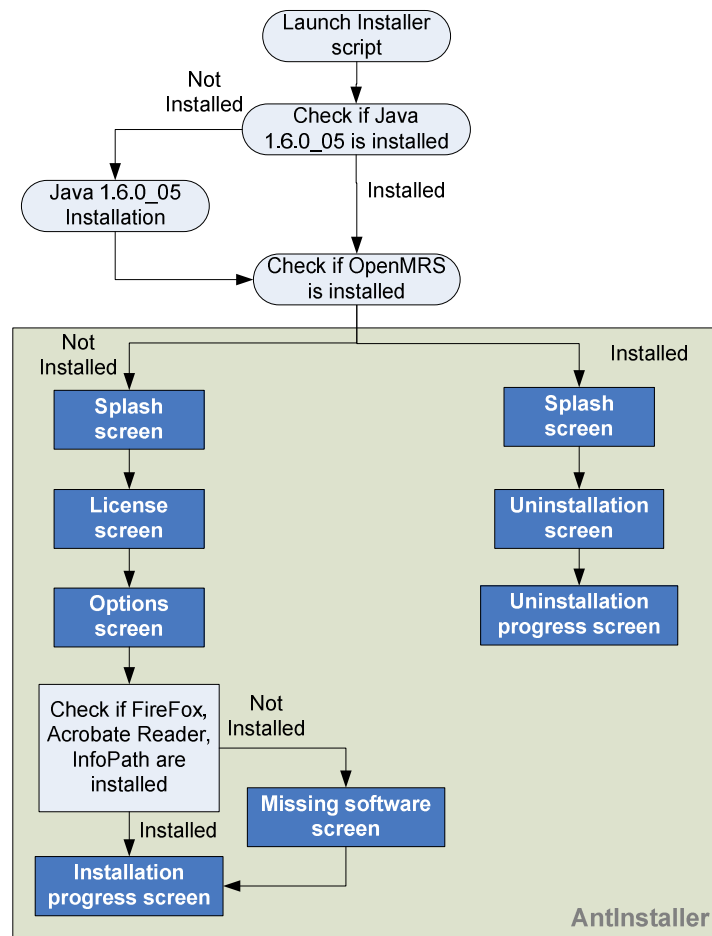 Launch Installer
script
Not
Installed
Check if Java
1.6.0_05 is installed
Java 1.6.0_05
Installation
Installed
Check if OpenMRS
is installed
Not
Installed
Installed
Splash
screen
Splash
screen
License
screen
Uninstallation
screen
Options
screen
Uninstallation
progress screen
Check if FireFox,
Acrobate Reader,
InfoPath are
installed
Not
Installed
Missing software
screen
Installed
Installation
progress screen
AntInstaller